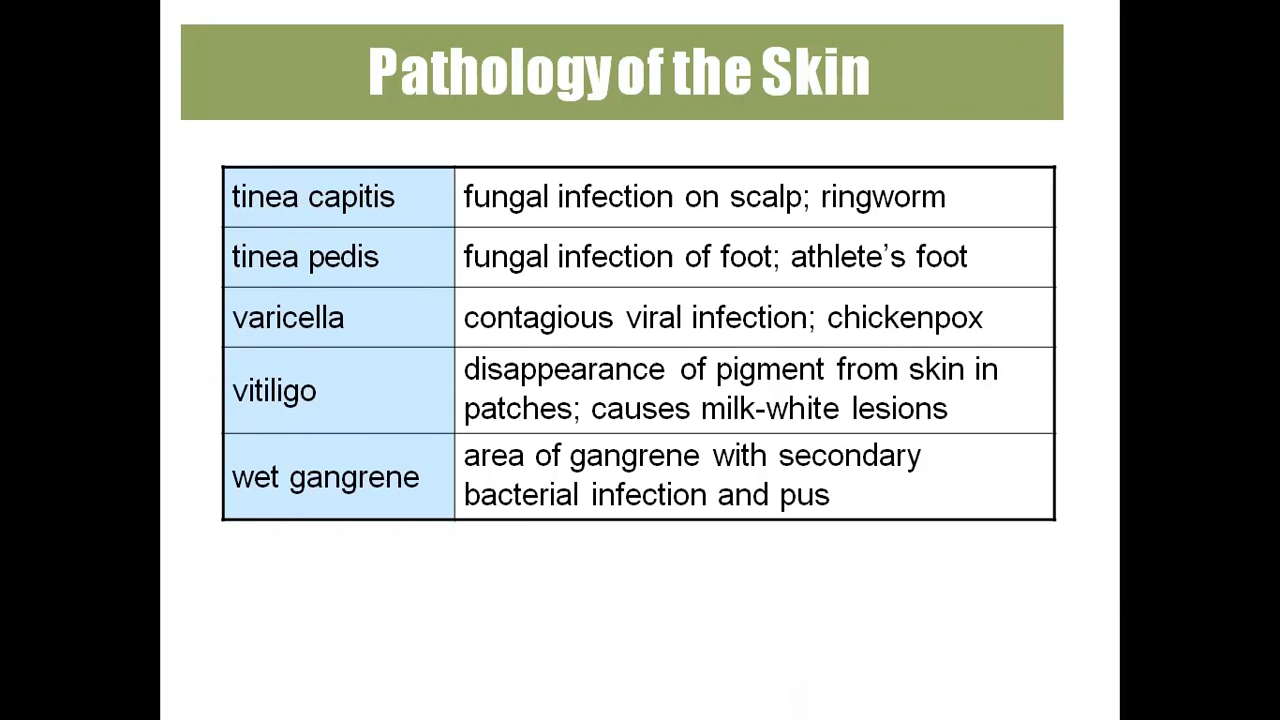 Pathology of the Skin
tinea capitis
fungal infection on scalp; ringworm
tinea pedis
fungal infection of foot; athlete’s foot
varicella
contagious viral infection; chickenpox
vitiligo
disappearance of pigment from skin in
patches; causes milk-white lesions
wet gangrene
area of gangrene with secondary
bacterial infection and pus